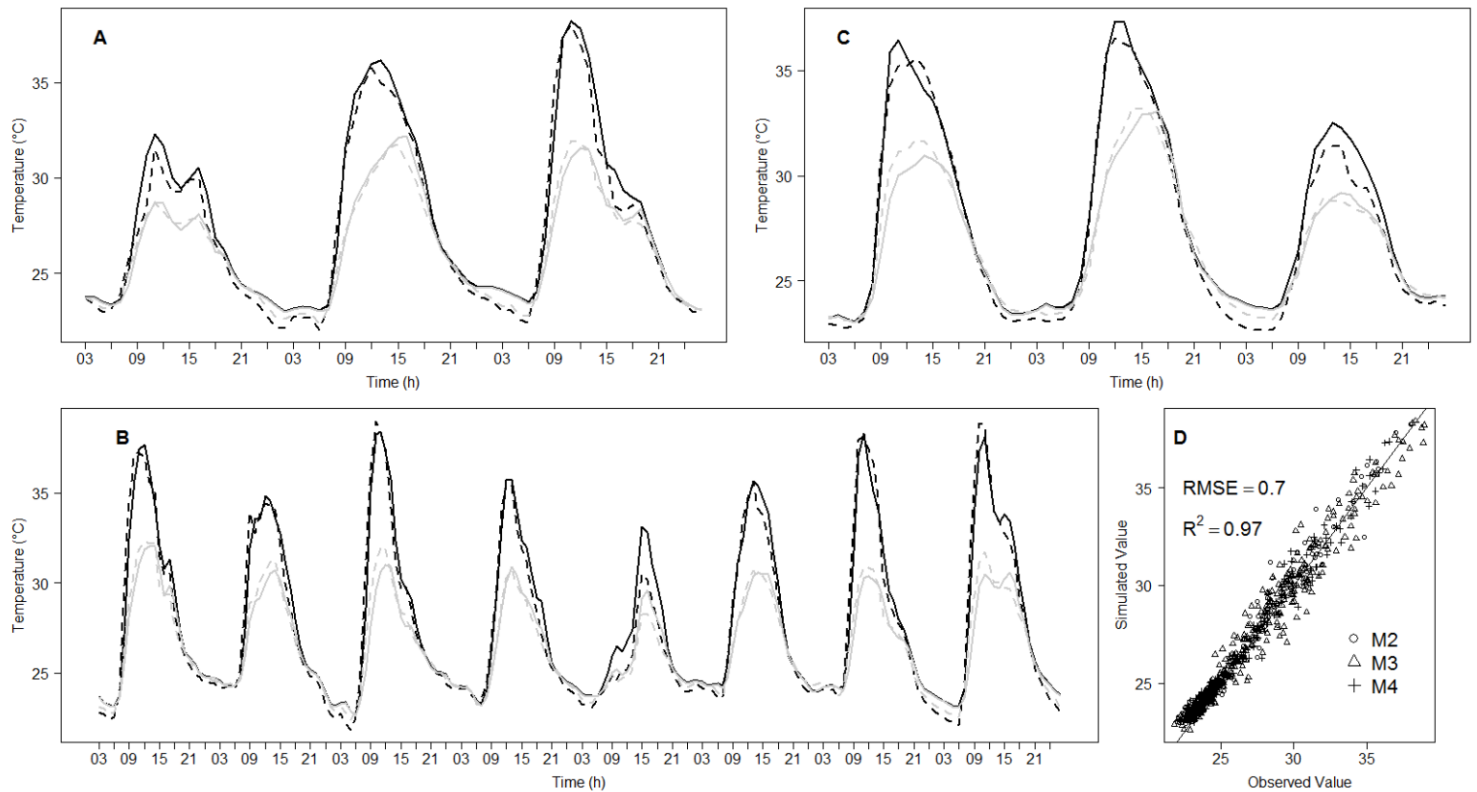 A
Temperature (°C)
35
30
25
03 09 15 21 03 09 15 21 03 09 15 21
Time (h)
C
Temperature (°C)
35
30
25
03 09 15 21 03 09 15 21 03 09 15 21
Time (h)
B
Temperature (°C)
35
30
25
03 09 15 21 03 09 15 21 03 09 15 21 03 09 15 21 03 09 15 21 03 09 15 21 03 09 15 21
Time (h)
D
RMSE = 0.7
R² = 0.97
Simulated Value
35
30
25
M2
M3
M4
25 30 35
Observed Value